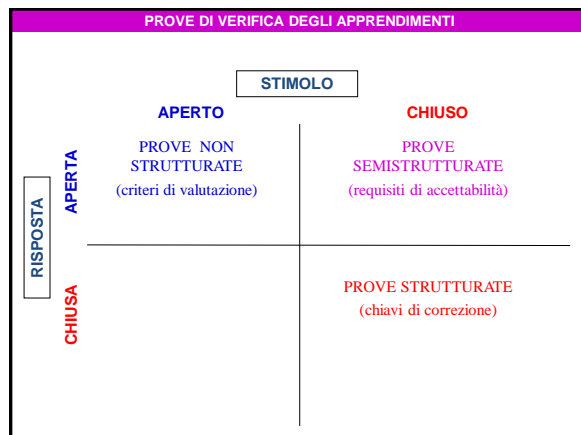 PROVE DI VERIFICA DEGLI APPRENDIMENTI
STIMOLO
APERTO
CHIUSO
RISPOSTA
APERTA
PROVE NON
STRUTTURATE
(criteri di valutazione)
PROVE
SEMISTRUTTURATE
(requisiti di accettabilità)
CHIUSA
PROVE STRUTTURATE
(chiavi di correzione)